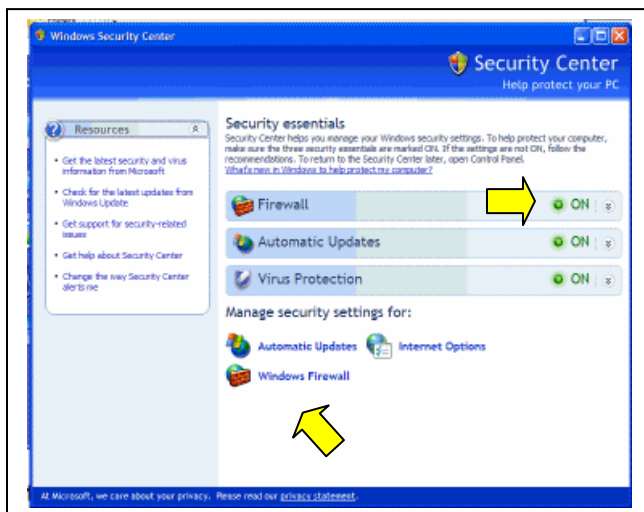 Windows Security Center
Security Center
Help protect your PC
Resources
Get the latest security and virus
information from Microsoft
Check for the latest updates from
Windows Update
Get support for security-related
issues
Get help about Security Center
Change the way Security Center
alerts me
Security essentials
Security Center helps you manage your Windows security settings. To help protect your computer,
make sure the three security essentials are marked ON. If the settings are not ON, follow the
recommendations. To return to the Security Center later, open Control Panel.
What's new in Windows to help protect my computer?
Firewall ON
Automatic Updates ON
Virus Protection ON
Manage security settings for:
Automatic Updates Internet Options
Windows Firewall
At Microsoft, we care about your privacy. Please read our privacy statement.